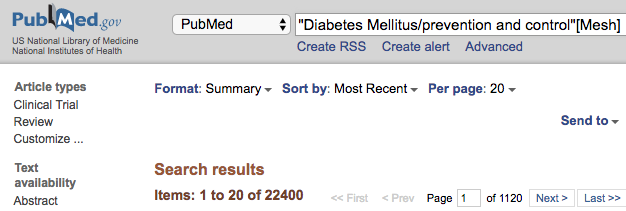 PubMed.gov
US National Library of Medicine
National Institutes of Health
PubMed
"Diabetes Mellitus/prevention and control"[Mesh]
Create RSS Create alert Advanced
Article types
Clinical Trial
Review
Customize ...
Text
availability
Abstract
Format: Summary Sort by: Most Recent Per page: 20
Send to
Search results
Items: 1 to 20 of 22400
<< First < Prev Page 1 of 1120 Next > Last >>